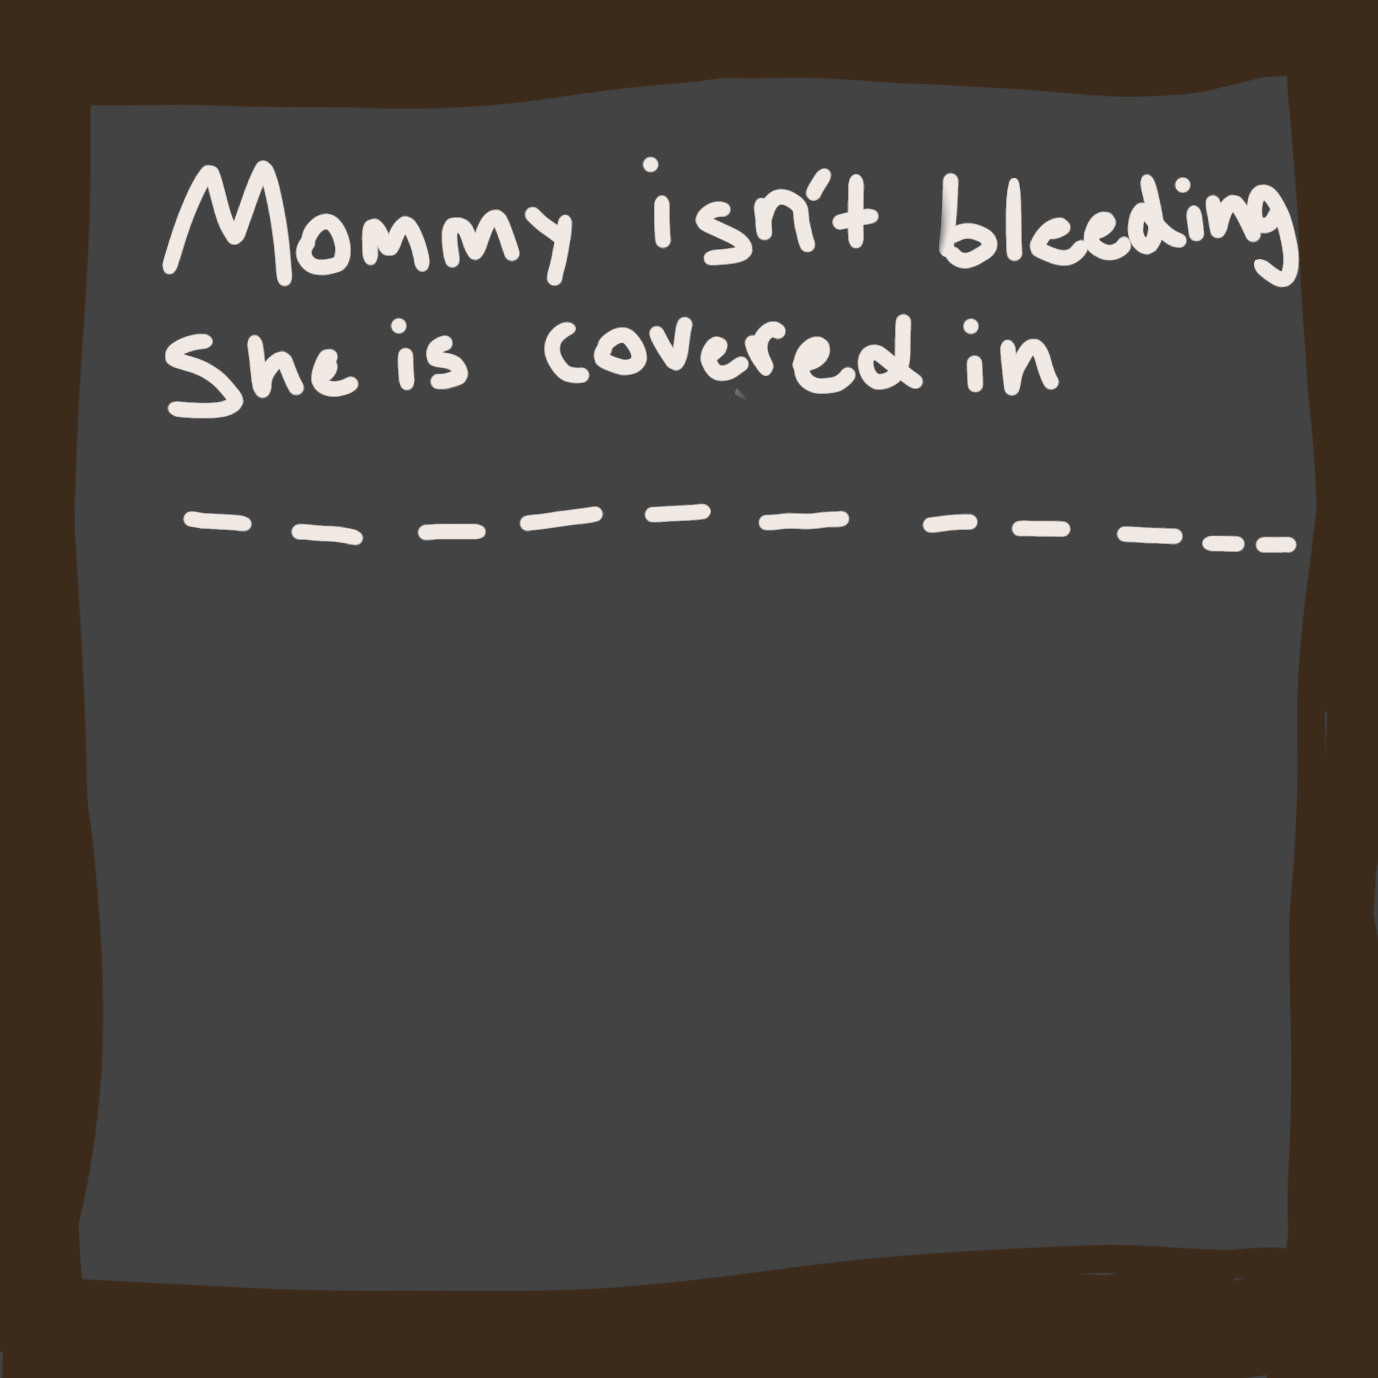 Mommy isn't bleeding
She is covered in
_ _ _ _ _ _ _ _ _ _ _